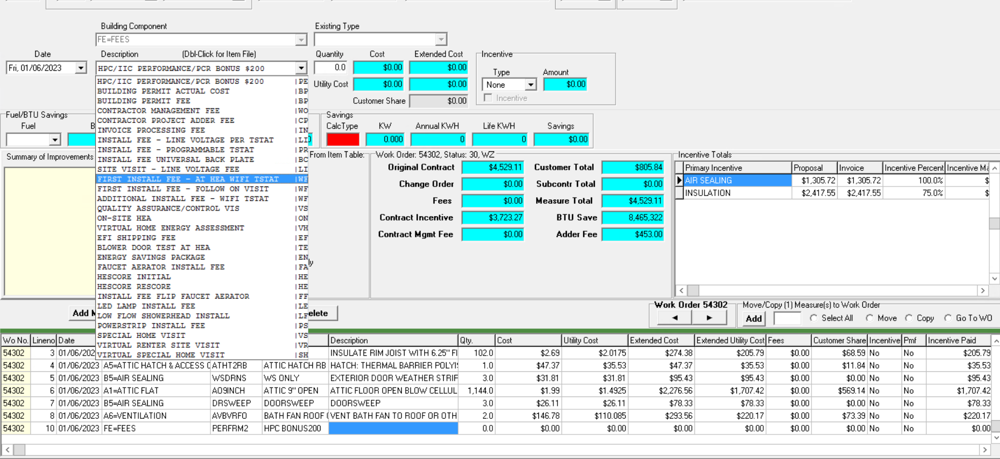 Building Component
Existing Type
FE=FEES
Date
Description
(Dbl-Click for Item File)
Quantity
Cost
Extended Cost
Incentive
Fri, 01/06/2023
HPC/IIC PERFORMANCE/PCR BONUS $200
0.0
$0.00
$0.00
Type
Amount
Utility Cost
$0.00
$0.00
None
$0.00
Customer Share
$0.00
Incentive
HPC/IIC PERFORMANCE/PCR BONUS $200 |PE
BUILDING PERMIT ACTUAL COST |BP
BUILDING PERMIT FEE |BP
CONTRACTOR MANAGEMENT FEE |WO
CONTRACTOR PROJECT ADDER FEE |CP
INVOICE PROCESSING FEE |IN
INSTALL FEE - LINE VOLTAGE PER TSTAT |LI
INSTALL FEE - PROGRAMMABLE TSTAT |PR
INSTALL FEE UNIVERSAL BACK PLATE |BC
SITE VISIT - LINE VOLTAGE FEE |LI
FIRST INSTALL FEE - AT HEA WIFI TSTAT |WF
FIRST INSTALL FEE - FOLLOW ON VISIT |WF
ADDITIONAL INSTALL FEE - WIFI TSTAT |WF
QUALITY ASSURANCE/CONTROL VIS |VS
ON-SITE HEA |ON
VIRTUAL HOME ENERGY ASSESSMENT |VH
EFI SHIPPING FEE |EF
BLOWER DOOR TEST AT HEA |TE
ENERGY SAVINGS PACKAGE |EN
FAUCET AERATOR INSTALL FEE |FA
HESCORE INITIAL |HE
HESCORE RESCORE |HE
INSTALL FEE FLIP FAUCET AERATOR |FF
LED LAMP INSTALL FEE |LE
LOW FLOW SHOWERHEAD INSTALL |LF
POWERSTRIP INSTALL FEE |PS
SPECIAL HOME VISIT |VS
VIRTUAL RENTER SITE VISIT |VR
VIRTUAL SPECIAL HOME VISIT |SH
Fuel/BTU Savings
Fuel
B
Savings
CalcType
KW
Annual KWH
Life KWH
Savings
0.000
0
0
$0.00
Summary of Improvements
From Item Table:
ly
Work Order: 54302, Status: 30, WZ
Original Contract $4,529.11 Customer Total $805.84
Change Order $0.00 Subcontr Total $0.00
Fees $0.00 Measure Total $4,529.11
Contract Incentive $3,723.27 BTU Save 8,465,322
Contract Mgmt Fee $0.00 Adder Fee $453.00
Incentive Totals
Primary Incentive Proposal Invoice Incentive Percent Incentive Ma
AIR SEALING $1,305.72 $1,305.72 100.0% $
INSULATION $2,417.55 $2,417.55 75.0% $
Add M
elete
Work Order 54302
Move/Copy (1) Measure(s) to Work Order
Add
Select All
Move
Copy
Go To WO
Wo No. Lineno Date Description Qty. Cost Utility Cost Extended Cost Extended Utility Cost Fees Customer Share Incentive Pmf Incentive Paid
54302 3 01/06/202 INSULATE RIM JOIST WITH 6.25" FI 102.0 $2.69 $2.0175 $274.38 $205.79 $0.00 $68.59 No No $205.79
54302 4 01/06/2023 A5=ATTIC HATCH & ACCESS C ATHT2RB ATTIC HATCH RB HATCH: THERMAL BARRIER POLYI 1.0 $47.37 $35.53 $47.37 $35.53 $0.00 $11.84 No No $35.53
54302 5 01/06/2023 B5=AIR SEALING WSDRNS WS ONLY EXTERIOR DOOR WEATHER STRIF 3.0 $31.81 $31.81 $95.43 $95.43 $0.00 $0.00 No No $95.43
54302 6 01/06/2023 A1=ATTIC FLAT AO9INCH ATTIC 9" OPEN ATTIC FLOOR OPEN BLOW CELLUL 1,144.0 $1.99 $1.4925 $2,276.56 $1,707.42 $0.00 $569.14 No No $1,707.42
54302 7 01/06/2023 B5=AIR SEALING DRSWEEP DOORSWEEP DOORSWEEP 3.0 $26.11 $26.11 $78.33 $78.33 $0.00 $0.00 No No $78.33
54302 8 01/06/2023 A6=VENTILATION AVBVRFO BATH FAN ROOF ( VENT BATH FAN TO ROOF OR OTH 2.0 $146.78 $110.085 $293.56 $220.17 $0.00 $73.39 No No $220.17
54302 10 01/06/2023 FE=FEES PERFRM2 HPC BONUS200 0.0 $0.00 $0.00 $0.00 $0.00 $0.00 $0.00 No No $0.00